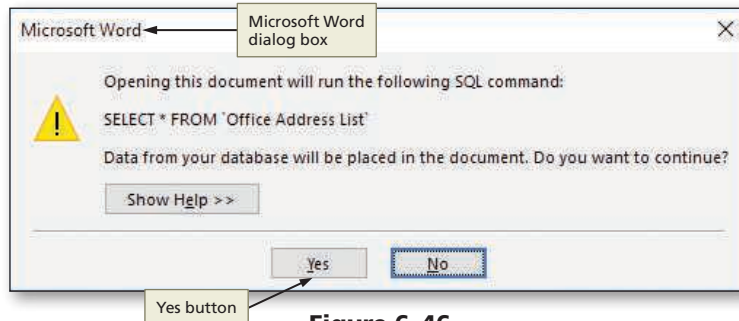 Microsoft Word
Microsoft Word
dialog box
Opening this document will run the following SQL command:
SELECT * FROM `Office Address List`
Data from your database will be placed in the document. Do you want to continue?
Show Help >>
Yes
No
Yes button
Figure 6–46